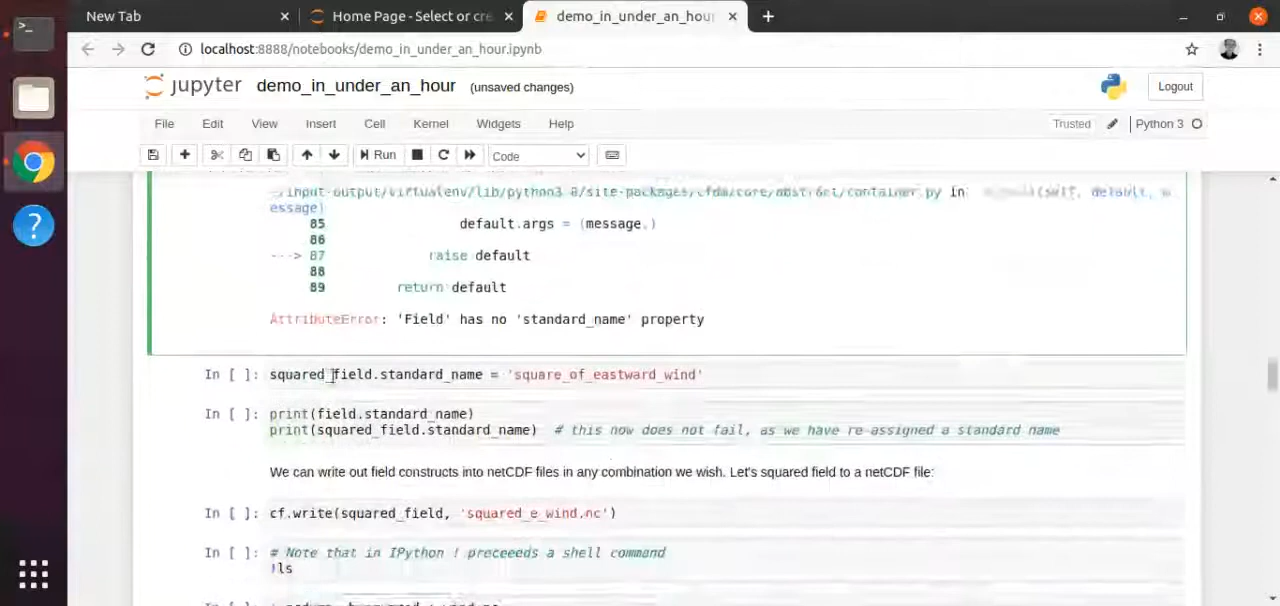 New Tab
Home Page - Select or cre
demo_in_under_an_hour
localhost:8888/notebooks/demo_in_under_an_hour.ipynb
jupyter demo_in_under_an_hour (unsaved changes)
Logout
File Edit View Insert Cell Kernel Widgets Help
Trusted Python 3
Run Code
in
essage)
85 default.args = (message,)
86
---> 87 raise default
88
89 return default
AttributeError: 'Field' has no 'standard_name' property
In [ ]: squared_field.standard_name = 'square_of_eastward_wind'
In [ ]: print(field.standard_name)
print(squared_field.standard_name) # this now does not fail, as we have re-assigned a standard name
We can write out field constructs into netCDF files in any combination we wish. Let's squared field to a netCDF file:
In [ ]: cf.write(squared_field, 'squared_e_wind.nc')
In [ ]: # Note that in IPython ! preceeeds a shell command
!ls